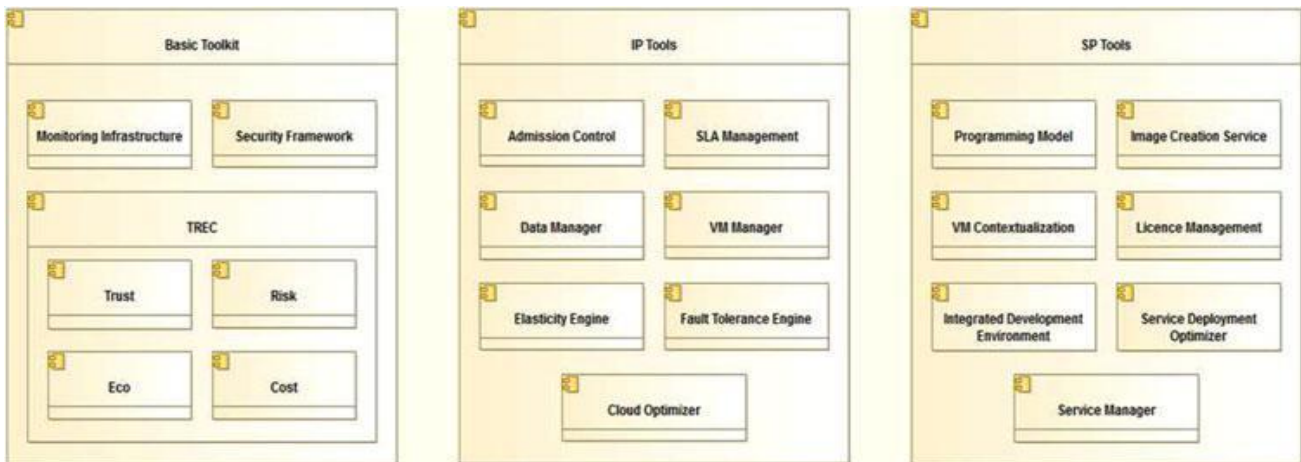 Basic Toolkit
Monitoring Infrastructure
Security Framework
TREC
Trust
Risk
Eco
Cost
IP Tools
Admission Control
SLA Management
Data Manager
VM Manager
Elasticity Engine
Fault Tolerance Engine
Cloud Optimizer
SP Tools
Programming Model
Image Creation Service
VM Contextualization
Licence Management
Integrated Development
Environment
Service Deployment
Optimizer
Service Manager